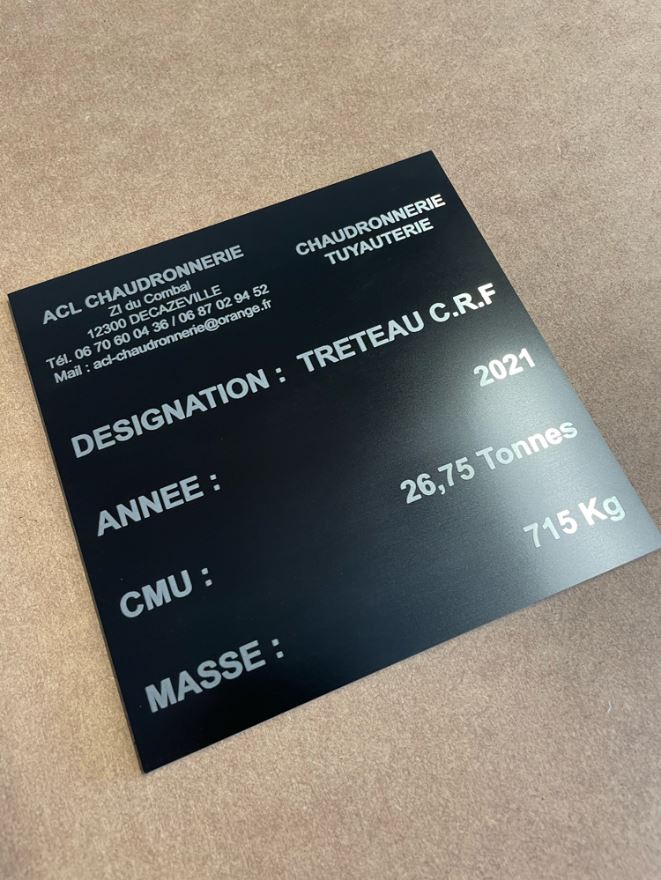 ACL CHAUDRONNERIE
ZI du Combal
12300 DECAZEVILLE
Tél. 06 70 60 04 36 / 06 87 02 94 52
Mail : acl-chaudronnerie@orange.fr
CHAUDRONNERIE
TUYAUTERIE
DESIGNATION : TRETEAU C.R.F
ANNEE : 2021
CMU : 26,75 Tonnes
MASSE : 715 Kg